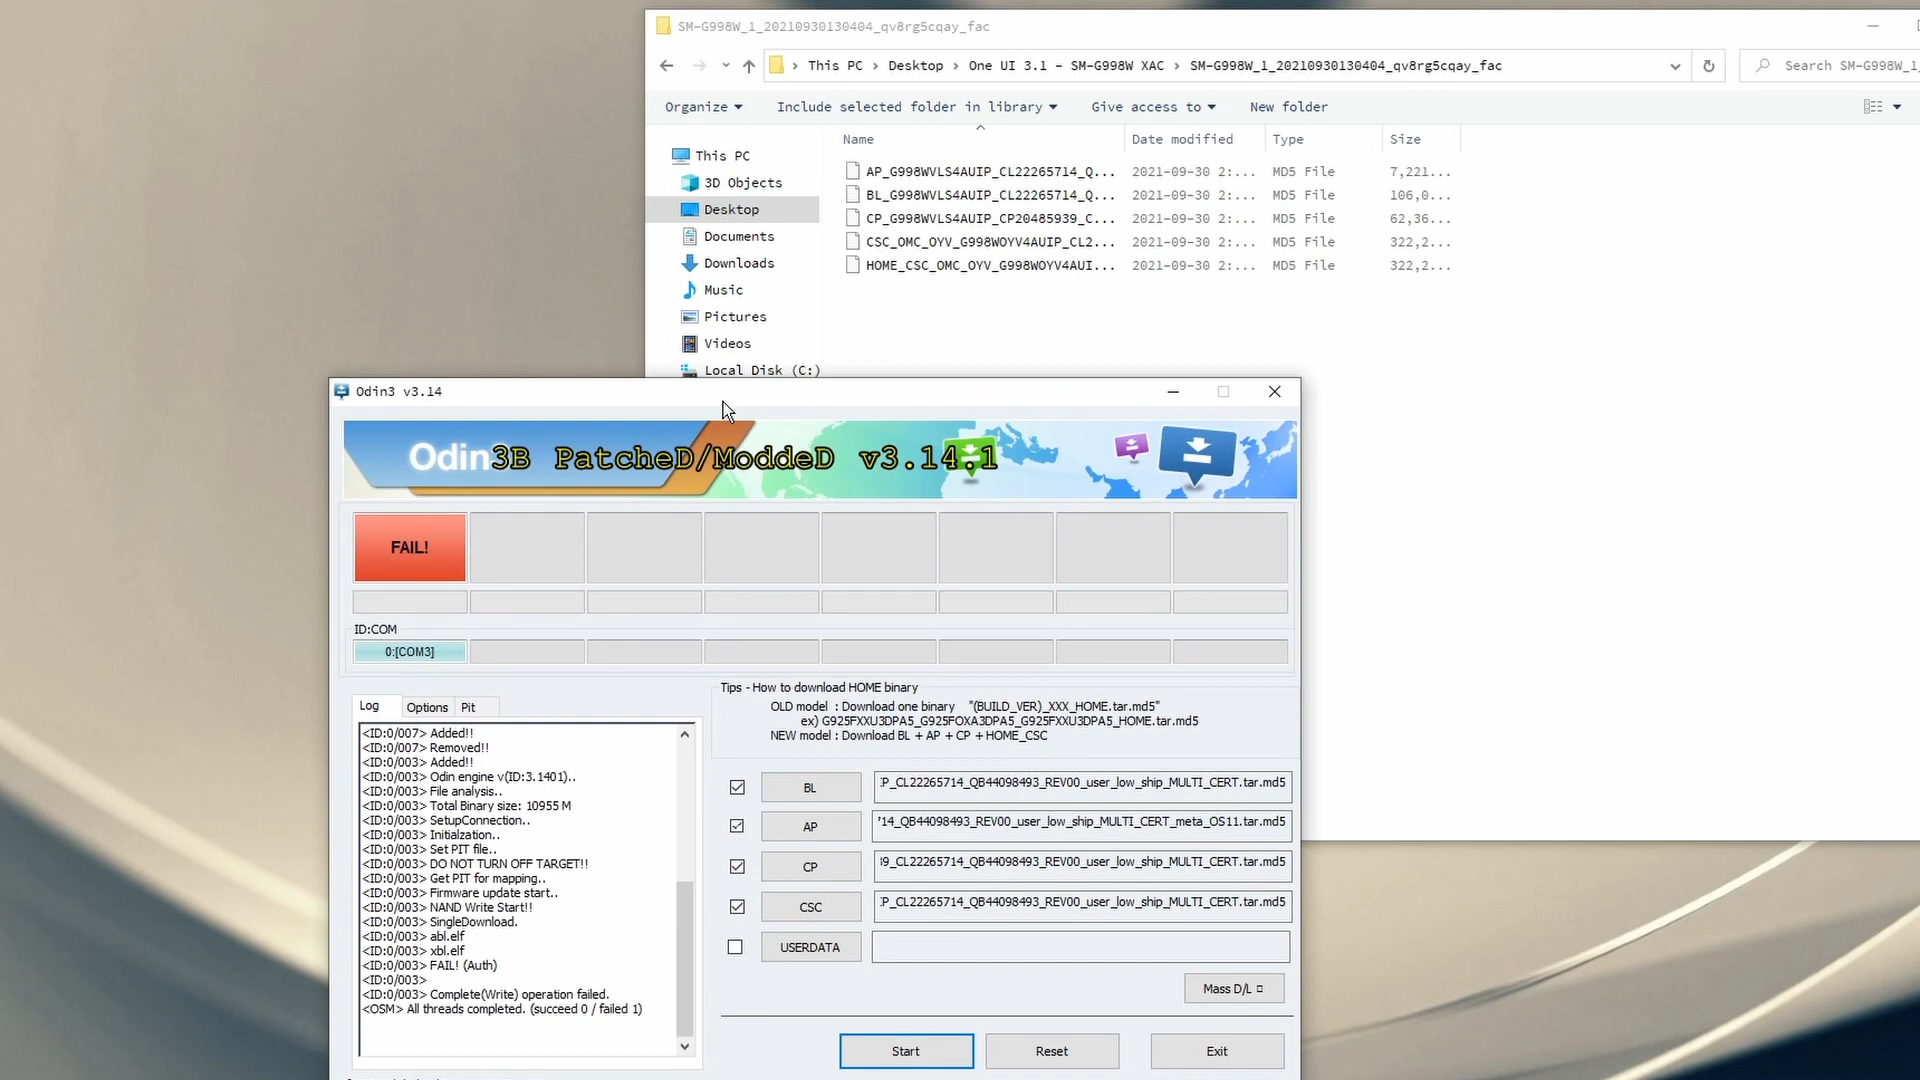 SM-G998W_1_20210930130404_qv8rg5cqay_fac
This PC > Desktop > One UI 3.1 - SM-G998W XAC > SM-G998W_1_20210930130404_qv8rg5cqay_fac
Search SM-G998W_1_
Organize Include selected folder in library Give access to New folder
Name Date modified Type Size
This PC
3D Objects
Desktop
Documents
Downloads
Music
Pictures
Videos
Local Disk (C:)
AP_G998WVLS4AUIP_CL22265714_Q... 2021-09-30 2:... MD5 File 7,221...
BL_G998WVLS4AUIP_CL22265714_Q... 2021-09-30 2:... MD5 File 106,0...
CP_G998WVLS4AUIP_CP20485939_C... 2021-09-30 2:... MD5 File 62,36...
CSC_OMC_OYV_G998WOYV4AUIP_CL2... 2021-09-30 2:... MD5 File 322,2...
HOME_CSC_OMC_OYV_G998WOYV4AUI... 2021-09-30 2:... MD5 File 322,2...
Odin3 v3.14
Odin3B PatcheD/ModdeD v3.14.1
FAIL!
ID:COM
0:[COM3]
Log Options Pit
<ID:0/007> Added!!
<ID:0/007> Removed!!
<ID:0/003> Added!!
<ID:0/003> Odin engine v(ID:3.1401)..
<ID:0/003> File analysis..
<ID:0/003> Total Binary size: 10955 M
<ID:0/003> SetupConnection..
<ID:0/003> Initialzation..
<ID:0/003> Set PIT file..
<ID:0/003> DO NOT TURN OFF TARGET!!
<ID:0/003> Get PIT for mapping..
<ID:0/003> Firmware update start..
<ID:0/003> NAND Write Start!!
<ID:0/003> SingleDownload.
<ID:0/003> abl.elf
<ID:0/003> xbl.elf
<ID:0/003> FAIL! (Auth)
<ID:0/003>
<ID:0/003> Complete(Write) operation failed.
<OSM> All threads completed. (succeed 0 / failed 1)
Tips - How to download HOME binary
OLD model : Download one binary "(BUILD_VER)_XXX_HOME.tar.md5"
ex) G925FXXU3DPA5_G925FOXA3DPA5_G925FXXU3DPA5_HOME.tar.md5
NEW model : Download BL + AP + CP + HOME_CSC
BL P_CL22265714_QB44098493_REV00_user_low_ship_MULTI_CERT.tar.md5
AP 14_QB44098493_REV00_user_low_ship_MULTI_CERT_meta_OS11.tar.md5
CP 9_CL22265714_QB44098493_REV00_user_low_ship_MULTI_CERT.tar.md5
CSC P_CL22265714_QB44098493_REV00_user_low_ship_MULTI_CERT.tar.md5
USERDATA
Mass D/L
Start Reset Exit